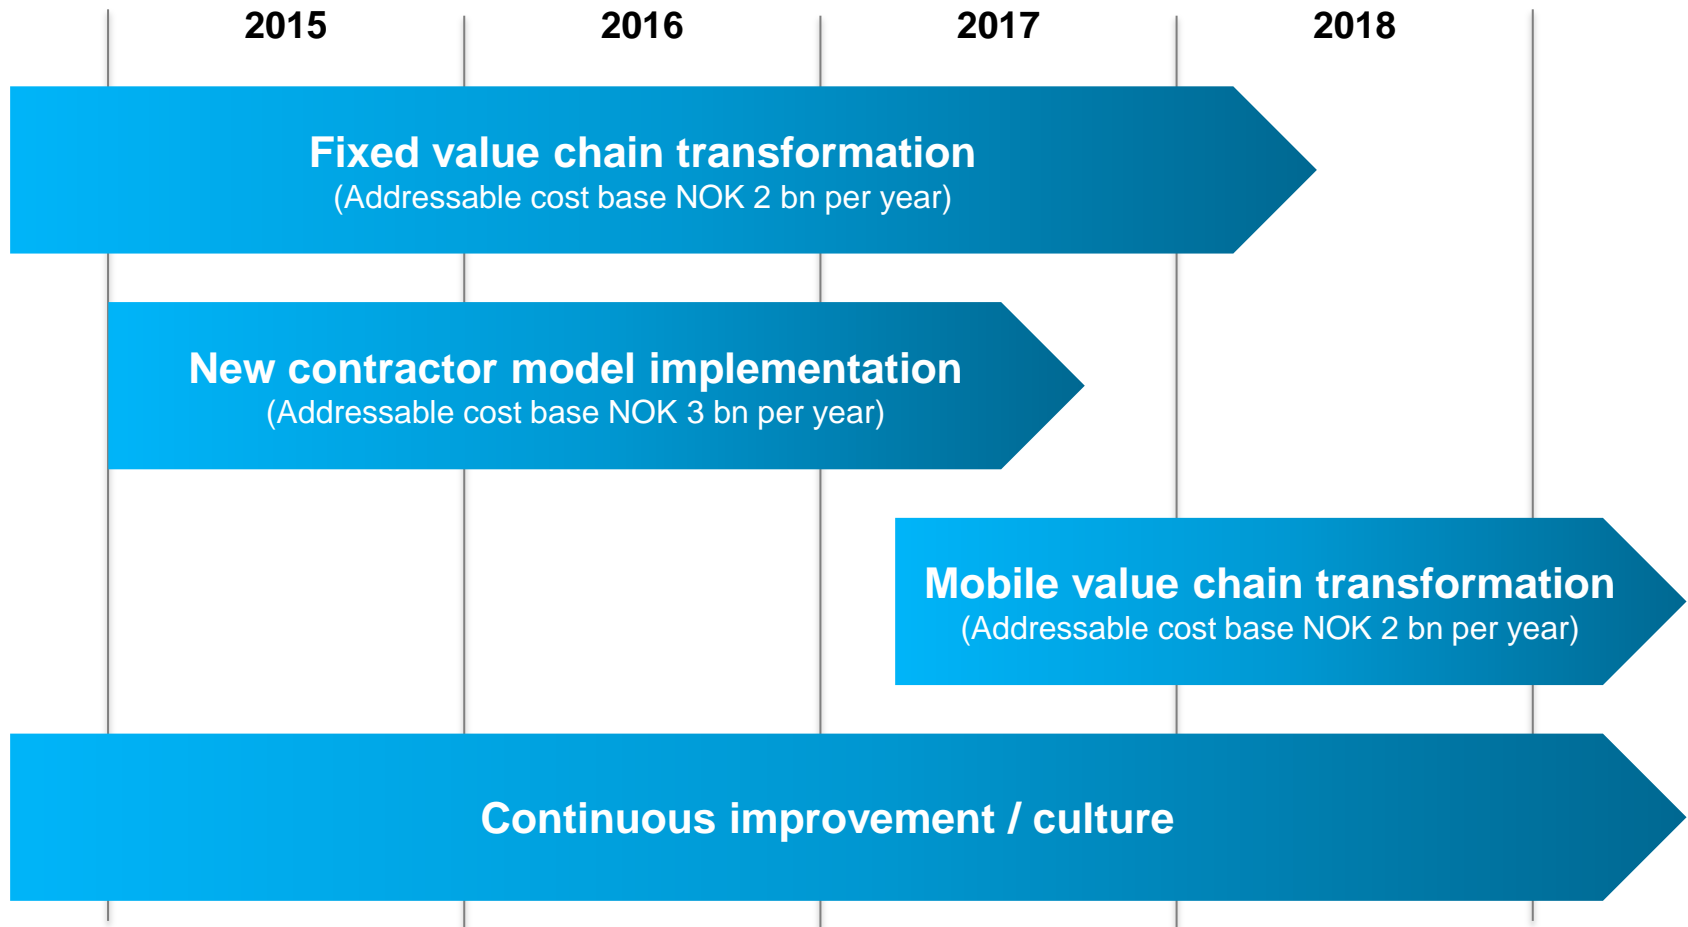 2015 2016 2017 2018
Fixed value chain transformation
(Addressable cost base NOK 2 bn per year)
New contractor model implementation
(Addressable cost base NOK 3 bn per year)
Mobile value chain transformation
(Addressable cost base NOK 2 bn per year)
Continuous improvement / culture